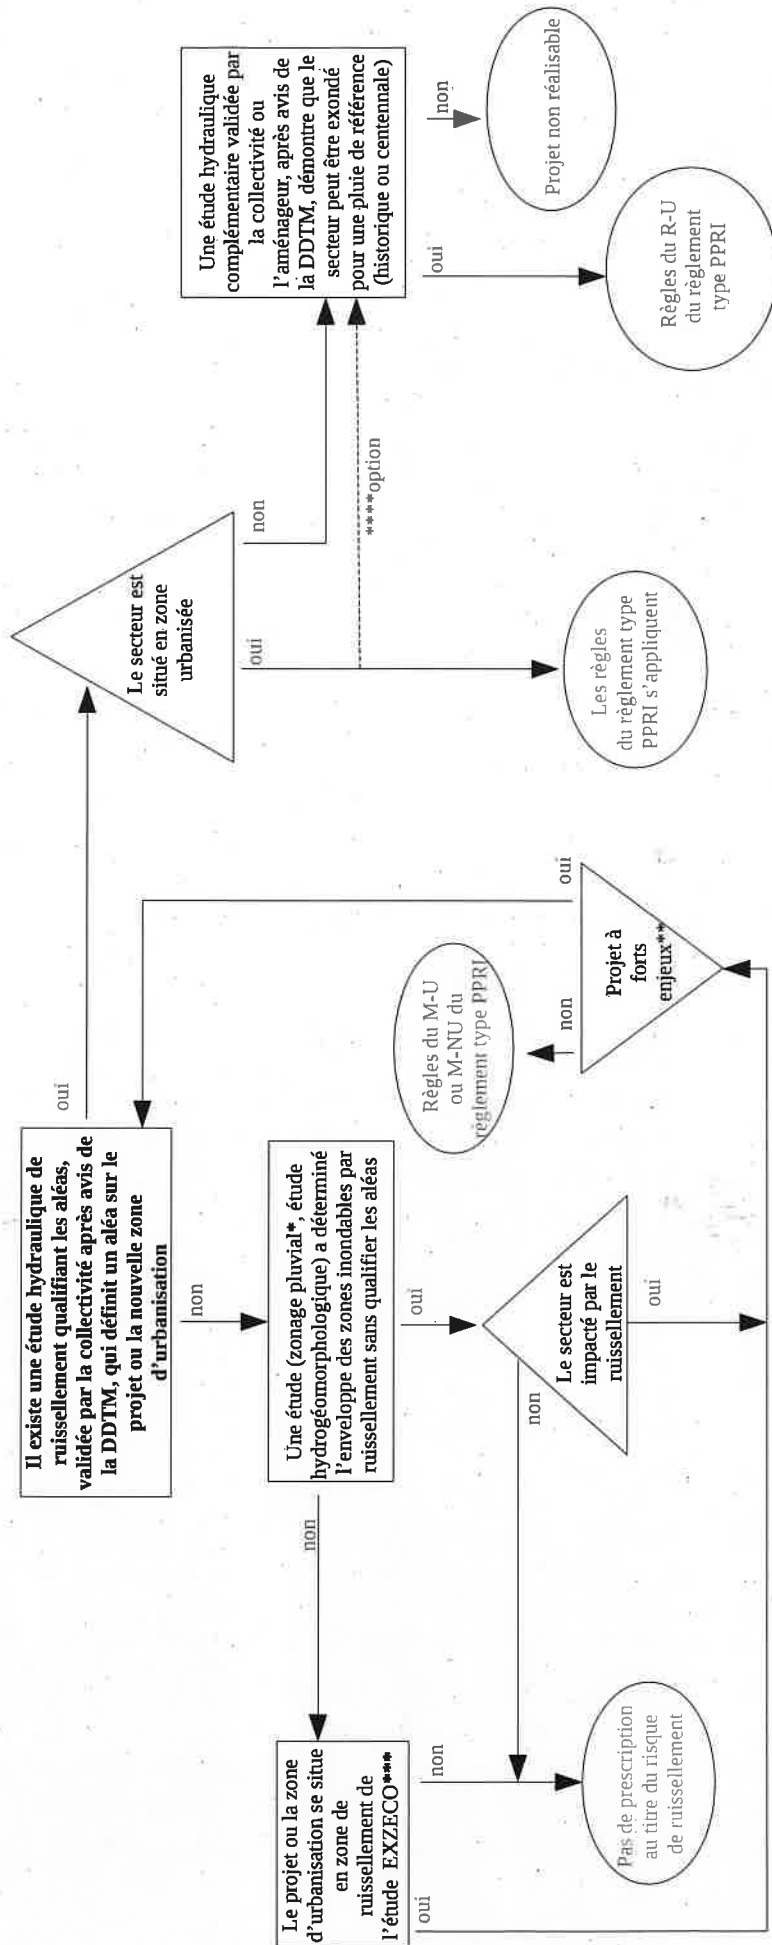 Il existe une étude hydraulique de
ruissellement qualifiant les aléas,
validée par la collectivité après avis de
la DDTM, qui définit un aléa sur le
projet ou la nouvelle zone
d'urbanisation
oui
non
Le secteur est
situé en zone
urbanisée
non
oui
****option
Une étude hydraulique
complémentaire validée par
la collectivité ou
l'aménageur, après avis de
la DDTM, démontre que le
secteur peut être exondé
pour une pluie de référence
(historique ou centennale)
non
oui
Projet non réalisable
Règles du R-U
du règlement
type PPRI
Les règles
du règlement type
PPRI s'appliquent
Une étude (zonage pluvial*, étude
hydrogéomorphologique) a déterminé
l'enveloppe des zones inondables par
ruissellement sans qualifier les aléas
non
oui
Le secteur est
impacté par le
ruissellement
non
oui
Règles du M-U
ou M-NU du
règlement type PPRI
non
Projet à
forts
enjeux**
oui
Le projet ou la zone
d'urbanisation se situe
en zone de
ruissellement de
l'étude EXZECO***
non
oui
Pas de prescription
au titre du risque
de ruissellement